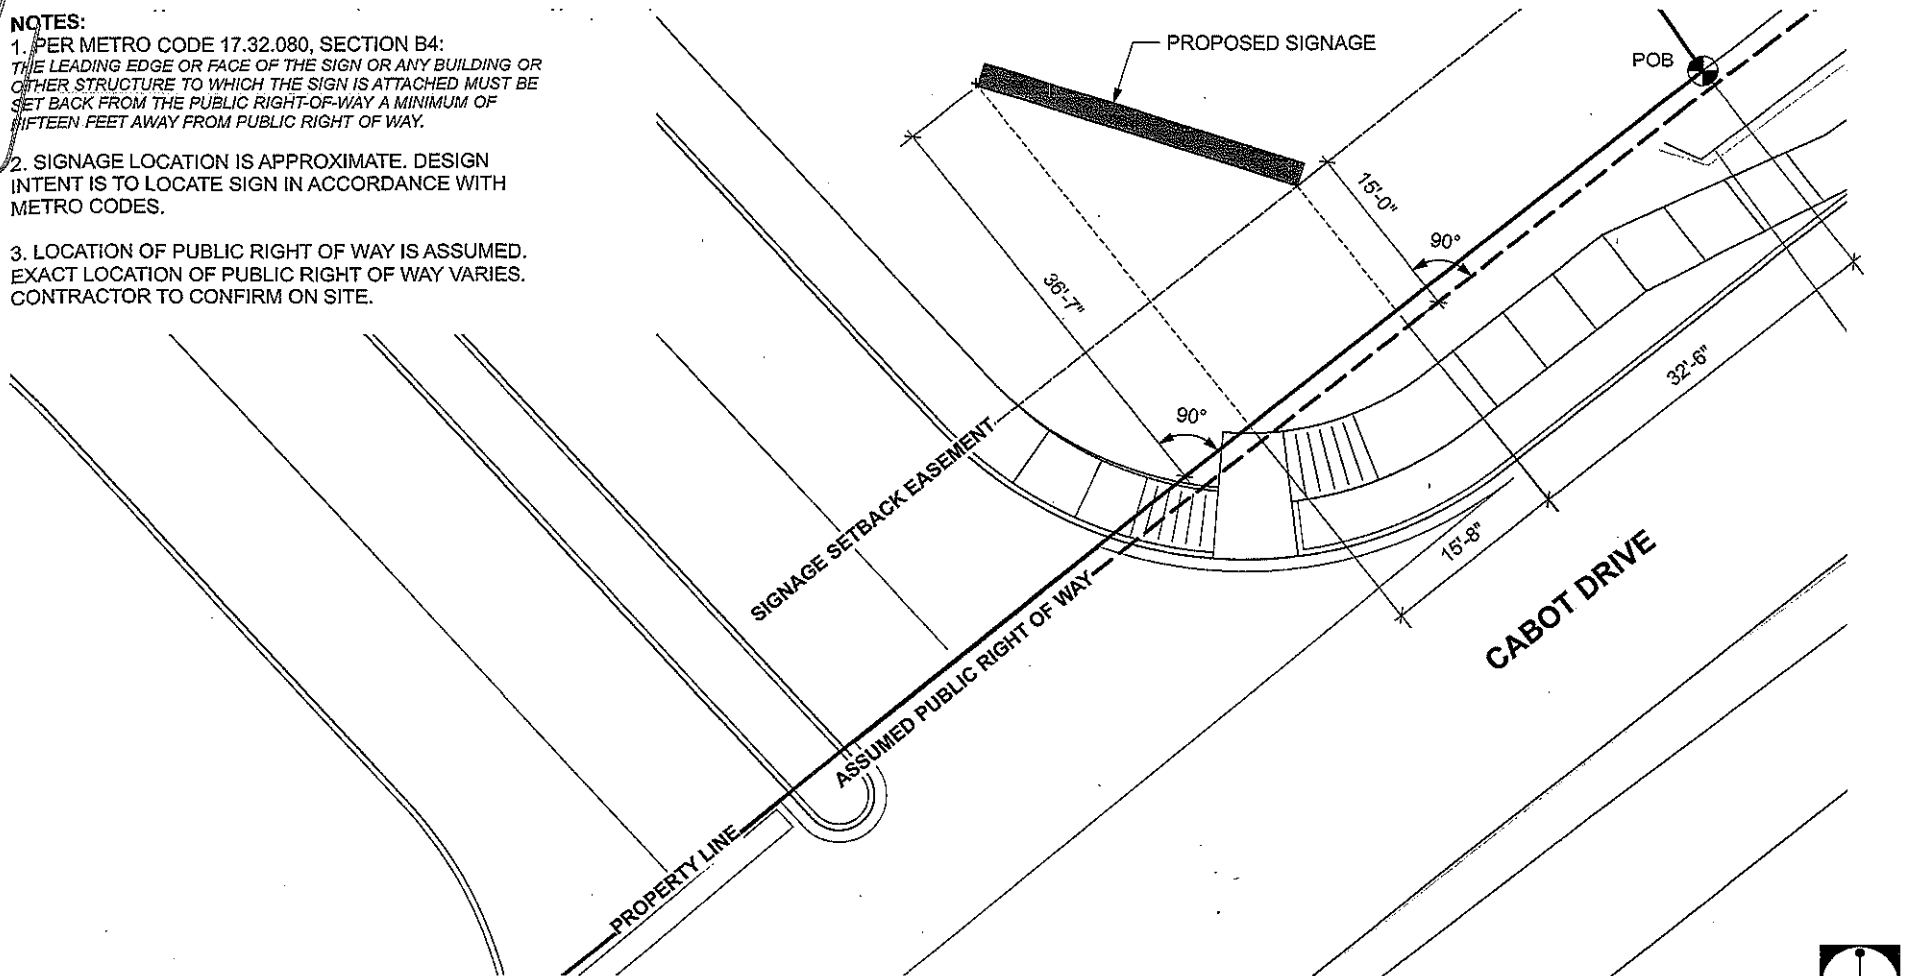 NOTES:
1. PER METRO CODE 17.32.080, SECTION B4:
THE LEADING EDGE OR FACE OF THE SIGN OR ANY BUILDING OR
OTHER STRUCTURE TO WHICH THE SIGN IS ATTACHED MUST BE
SET BACK FROM THE PUBLIC RIGHT-OF-WAY A MINIMUM OF
FIFTEEN FEET AWAY FROM PUBLIC RIGHT OF WAY.
2. SIGNAGE LOCATION IS APPROXIMATE. DESIGN
INTENT IS TO LOCATE SIGN IN ACCORDANCE WITH
METRO CODES.
3. LOCATION OF PUBLIC RIGHT OF WAY IS ASSUMED.
EXACT LOCATION OF PUBLIC RIGHT OF WAY VARIES.
CONTRACTOR TO CONFIRM ON SITE.
PROPOSED SIGNAGE
POB
15'-0"
90°
36'-7"
32'-6"
90°
SIGNAGE SETBACK EASEMENT
15'-8"
CABOT DRIVE
ASSUMED PUBLIC RIGHT OF WAY
PROPERTY LINE